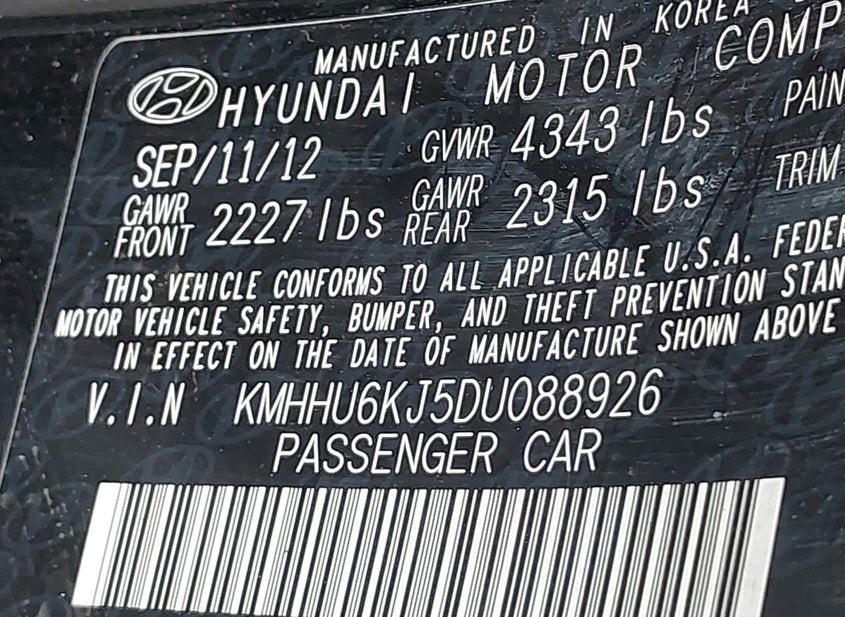 MANUFACTURED IN KOREA
HYUNDAI MOTOR COMP
SEP/11/12 GVWR 4343 lbs PAIN
GAWR FRONT 2227 lbs GAWR REAR 2315 lbs TRIM
THIS VEHICLE CONFORMS TO ALL APPLICABLE U.S.A. FEDER
MOTOR VEHICLE SAFETY, BUMPER, AND THEFT PREVENTION STAN
IN EFFECT ON THE DATE OF MANUFACTURE SHOWN ABOVE
V.I.N KMHHU6KJ5DU088926
PASSENGER CAR